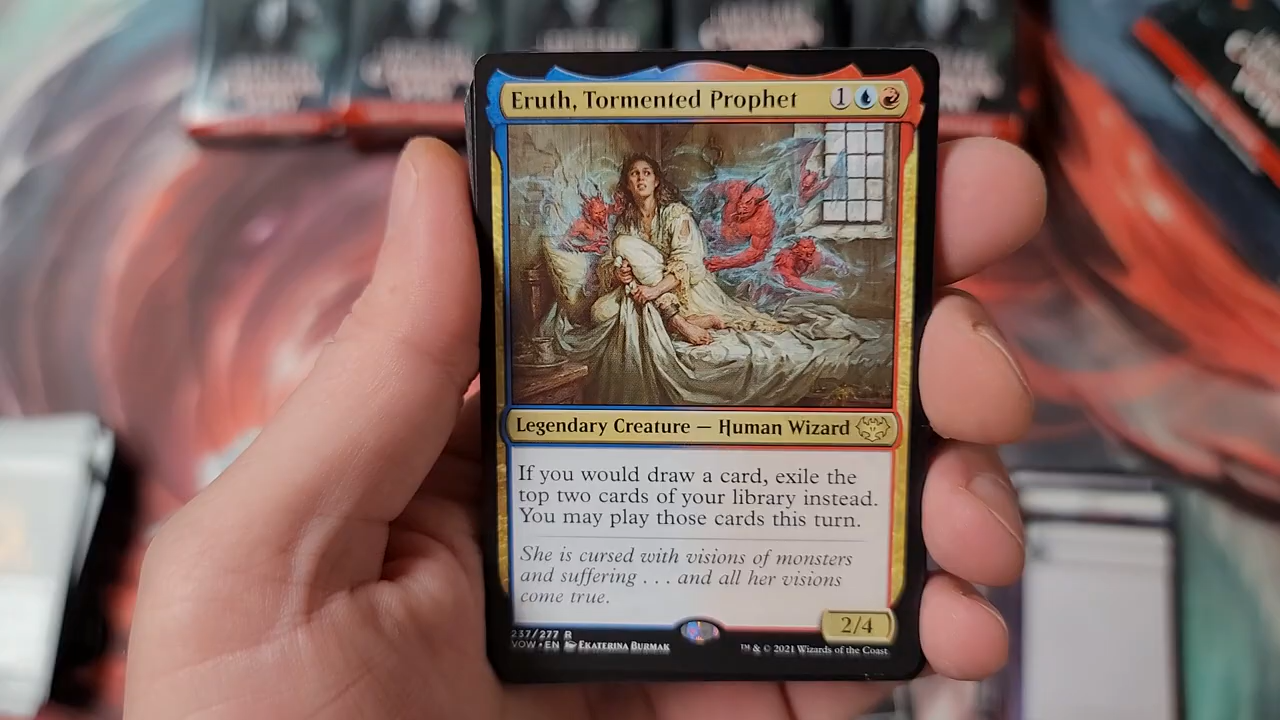 Eruth, Tormented Prophet 1
Legendary Creature — Human Wizard
If you would draw a card, exile the
top two cards of your library instead.
You may play those cards this turn.
She is cursed with visions of monsters
and suffering . . . and all her visions
come true.
2/4
237/277 R
VOW • EN EKATERINA BURMAK
™ & © 2021 Wizards of the Coast